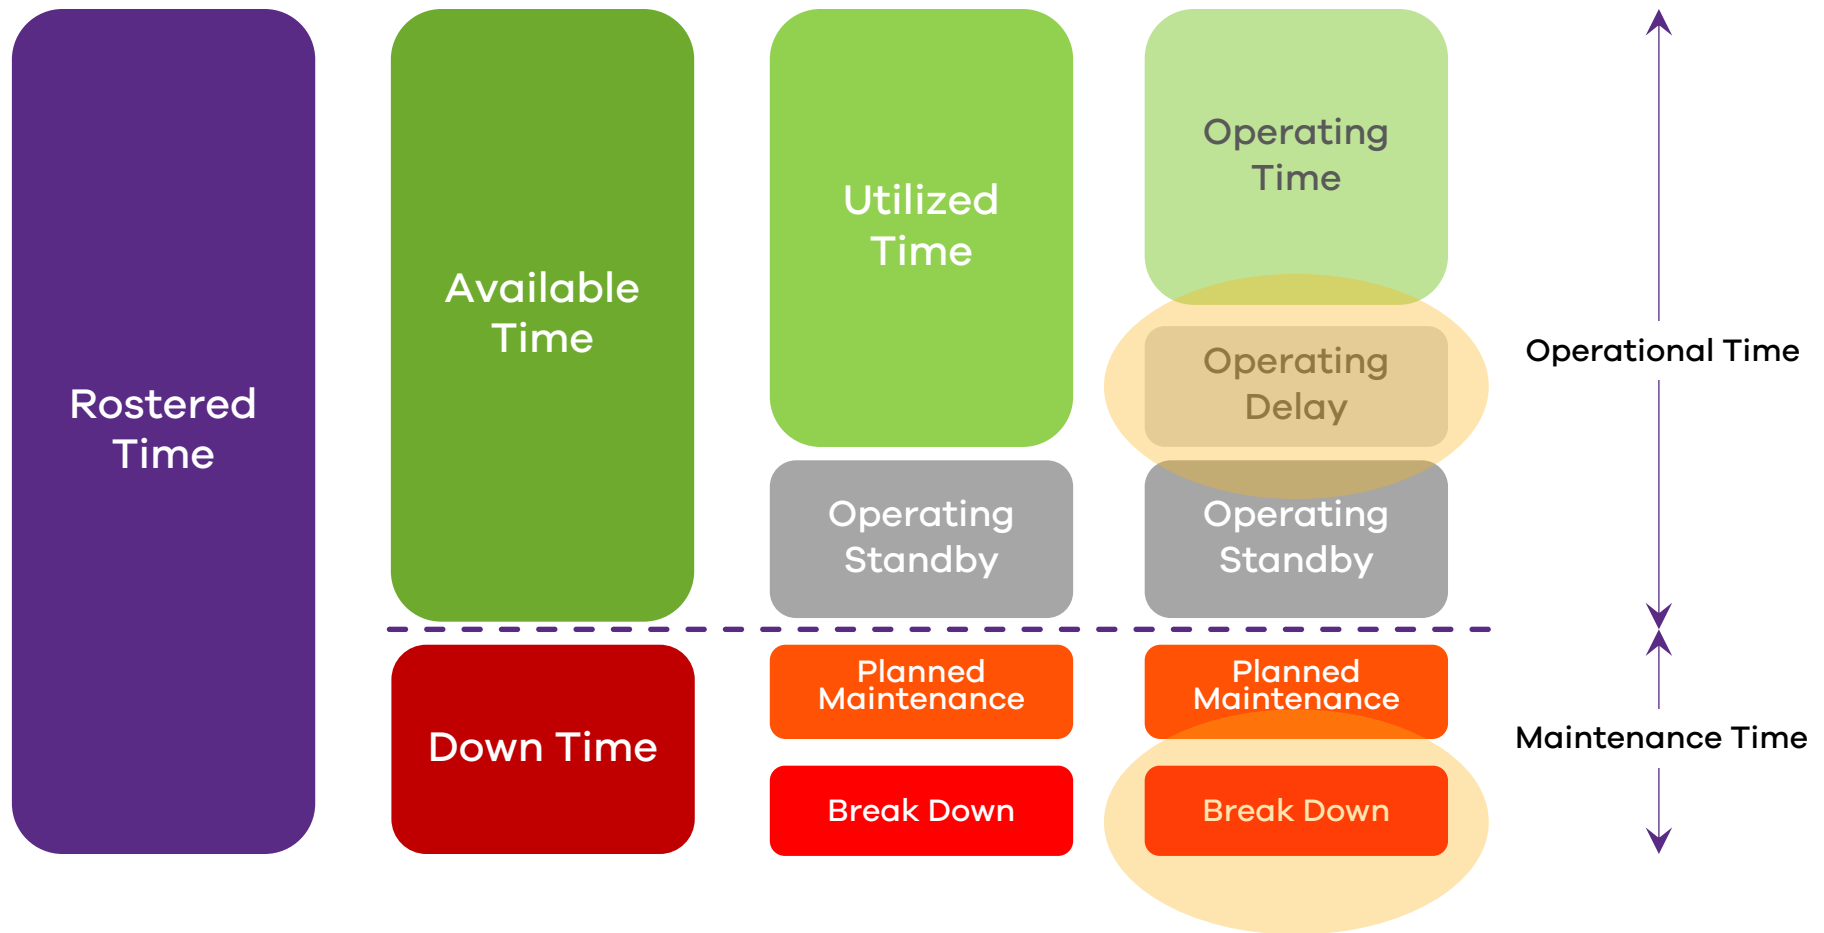 Rostered
Time
Available
Time
Down Time
Utilized
Time
Operating
Standby
Planned
Maintenance
Break Down
Operating
Time
Operating
Delay
Operating
Standby
Planned
Maintenance
Break Down
Operational Time
Maintenance Time